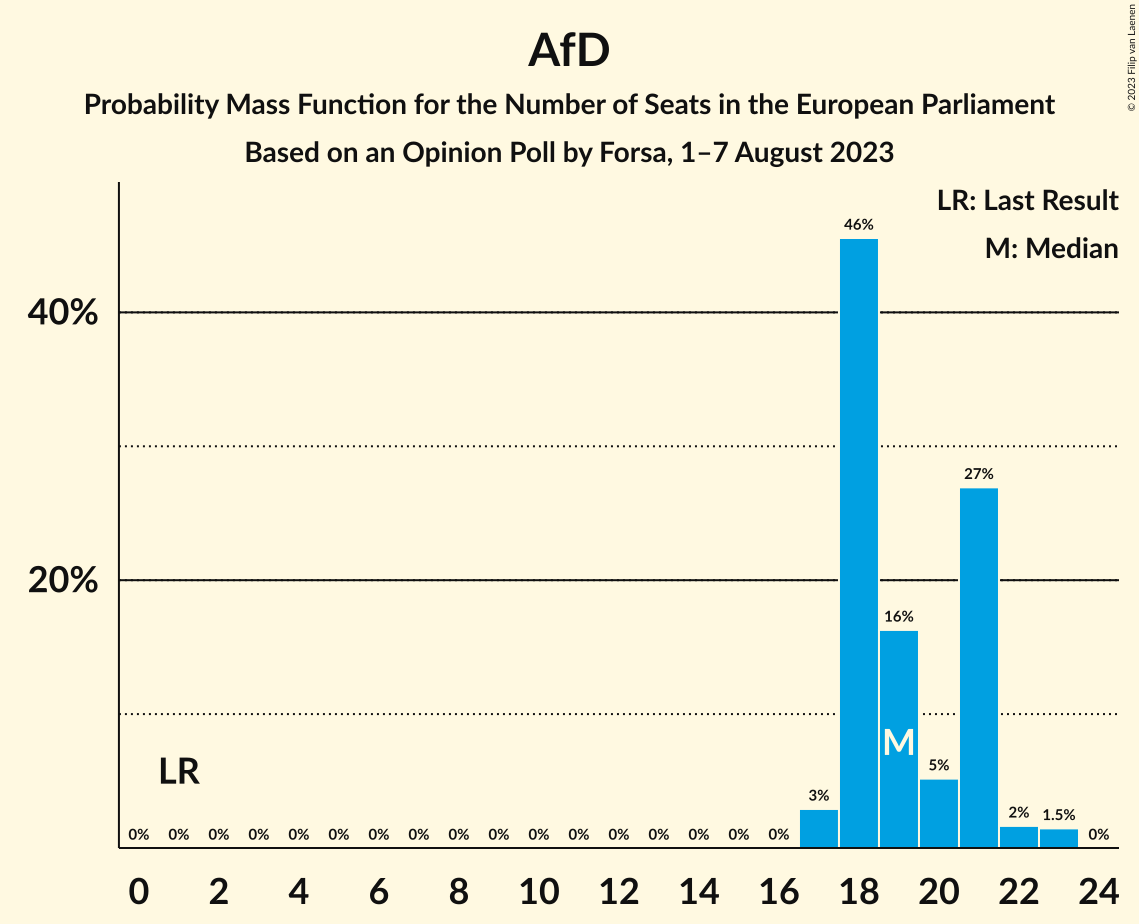 AfD
Probability Mass Function for the Number of Seats in the European Parliament
Based on an Opinion Poll by Forsa, 1–7 August 2023
© 2023 Filip van Laenen
LR: Last Result
M: Median
40%
20%
46%
27%
16%
M
5%
LR
3%
2%
1.5%
0% 0% 0% 0% 0% 0% 0% 0% 0% 0% 0% 0% 0% 0% 0% 0% 0% 0%
0 2 4 6 8 10 12 14 16 18 20 22 24